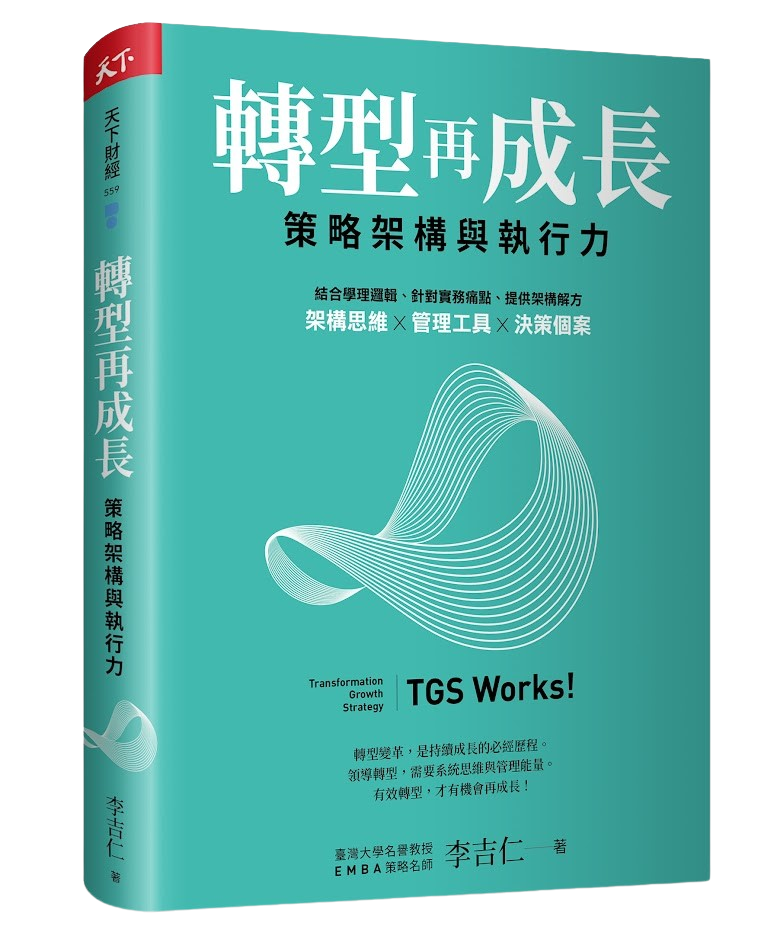 天下
天下財經
559
轉型再成長
策略架構與執行力
李吉仁 著
轉型再成長
策略架構與執行力
結合學理邏輯、針對實務痛點、提供架構解方
架構思維×管理工具×決策個案
Transformation
Growth
Strategy
TGS Works!
轉型變革，是持續成長的必經歷程。
領導轉型，需要系統思維與管理能量。
有效轉型，才有機會再成長！
臺灣大學名譽教授
EMBA策略名師
李吉仁——著